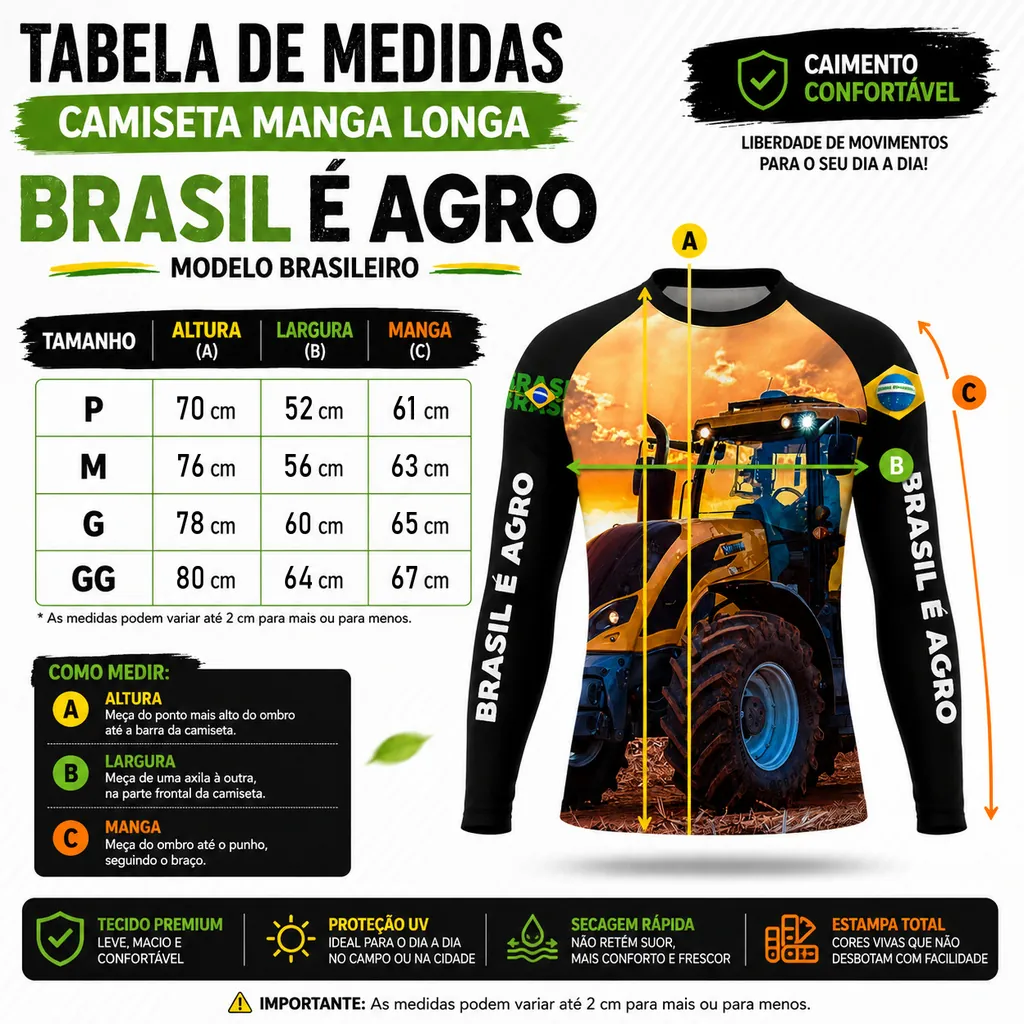 TABELA DE MEDIDAS
CAMISETA MANGA LONGA
BRASIL É AGRO
MODELO BRASILEIRO
CAIMENTO
CONFORTÁVEL
LIBERDADE DE MOVIMENTOS
PARA O SEU DIA A DIA!
TAMANHO ALTURA (A) LARGURA (B) MANGA (C)
P 70 cm 52 cm 61 cm
M 76 cm 56 cm 63 cm
G 78 cm 60 cm 65 cm
GG 80 cm 64 cm 67 cm
* As medidas podem variar até 2 cm para mais ou para menos.
COMO MEDIR:
A
ALTURA
Meça do ponto mais alto do ombro
até a barra da camiseta.
B
LARGURA
Meça de uma axila à outra,
na parte frontal da camiseta.
C
MANGA
Meça do ombro até o punho,
seguindo o braço.
A
B
C
BRASIL É AGRO
BRASIL É AGRO
TECIDO PREMIUM
LEVE, MACIO E
CONFORTÁVEL
PROTEÇÃO UV
IDEAL PARA O DIA A DIA
NO CAMPO OU NA CIDADE
SECAGEM RÁPIDA
NÃO RETÉM SUOR,
MAIS CONFORTO E FRESCOR
ESTAMPA TOTAL
CORES VIVAS QUE NÃO
DESBOTAM COM FACILIDADE
IMPORTANTE: As medidas podem variar até 2 cm para mais ou para menos.